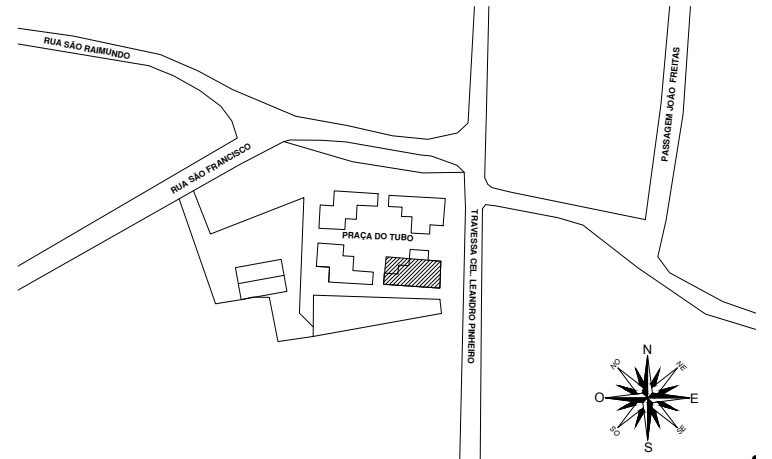 RUA SÃO RAIMUNDO
PASSAGEM JOÃO FREITAS
RUA SÃO FRANCISCO
PRAÇA DO TUBO
TRAVESSA CEL. LEANDRO PINHEIRO
N
NO
NE
O
E
SO
SE
S